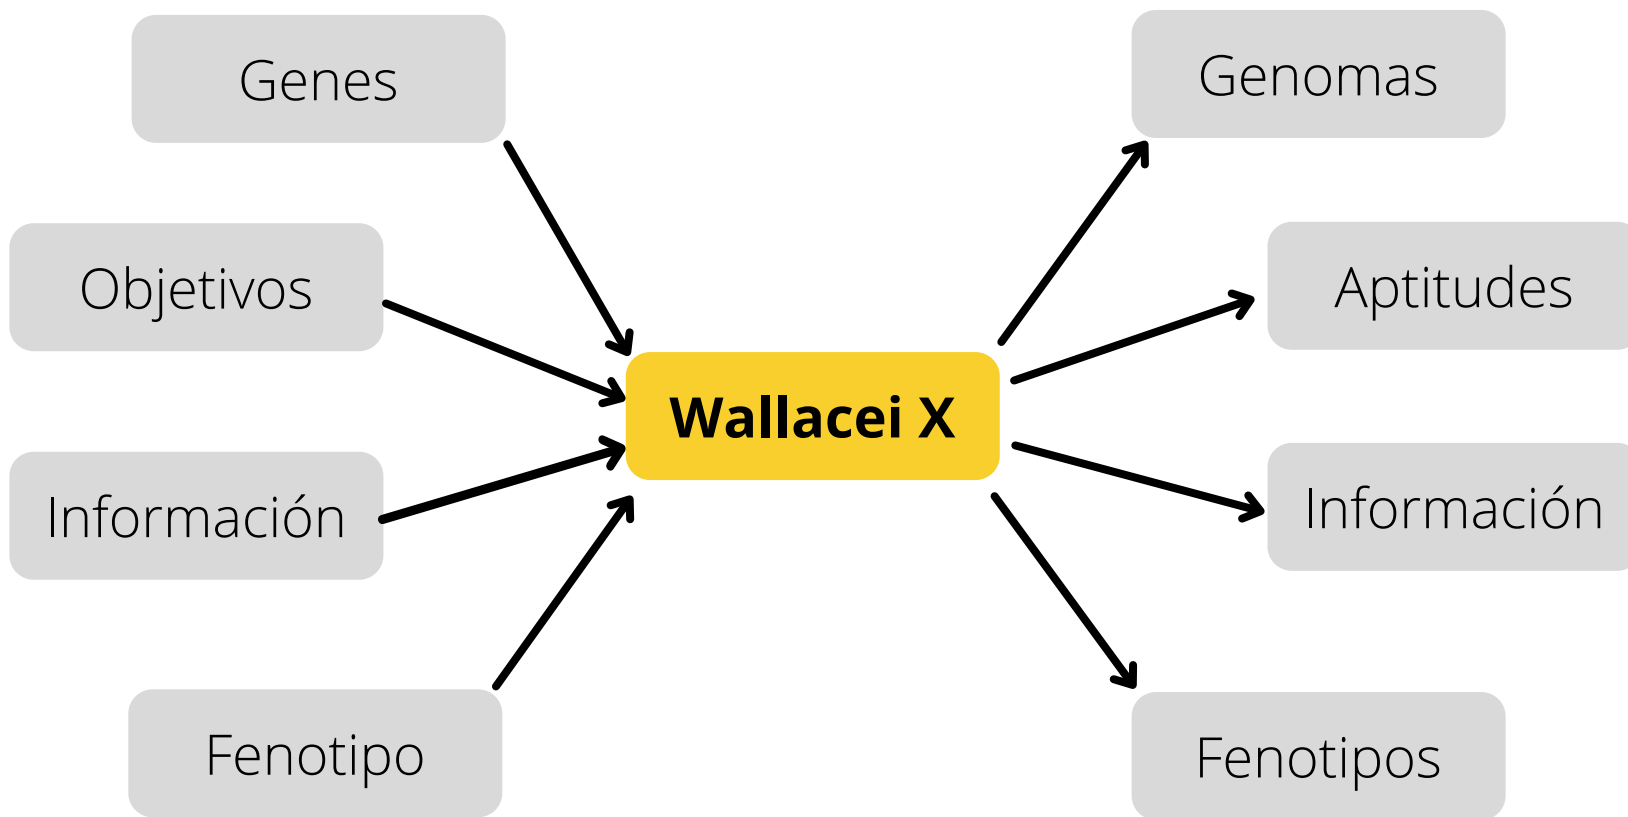 Genes
Objetivos
Información
Fenotipo
Wallacei X
Genomas
Aptitudes
Información
Fenotipos